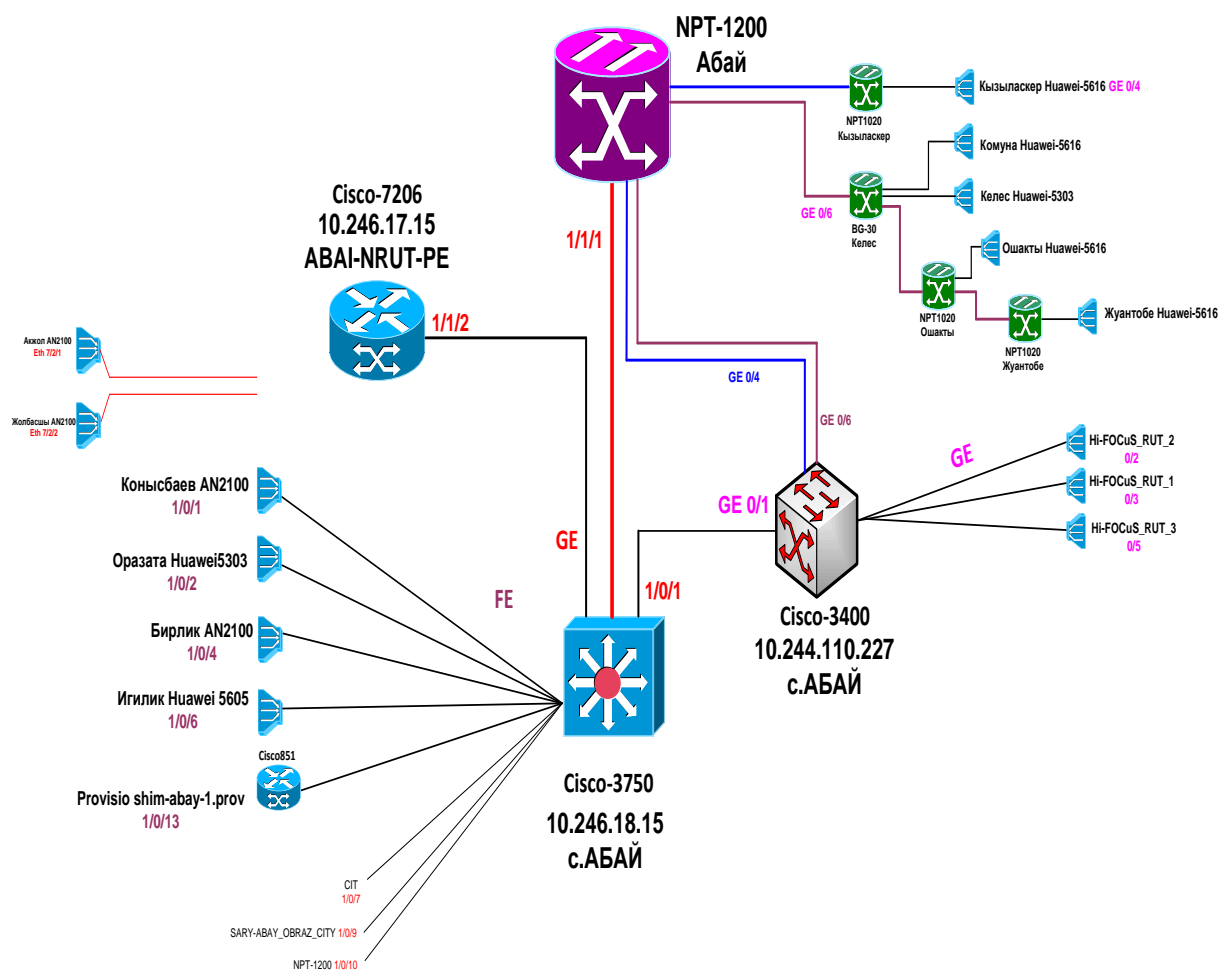 NPT-1200
Абай
Кызыласкер Huawei-5616 GE 0/4
NPT1020
Кызыласкер
Комуна Huawei-5616
Келес Huawei-5303
GE 0/6
BG-30
Келес
Ошакты Huawei-5616
NPT1020
Ошакты
Жуантобе Huawei-5616
NPT1020
Жуантобе
Cisco-7206
10.246.17.15
ABAI-NRUT-PE
1/1/1
1/1/2
Акжол AN2100
Eth 7/2/1
Жолбасшы AN2100
Eth 7/2/2
GE 0/4
GE 0/6
GE
Hi-FOCuS_RUT_2
0/2
Hi-FOCuS_RUT_1
0/3
Hi-FOCuS_RUT_3
0/5
Конысбаев AN2100
1/0/1
GE 0/1
GE
Оразата Huawei5303
1/0/2
FE
1/0/1
Cisco-3400
10.244.110.227
с.АБАЙ
Бирлик AN2100
1/0/4
Игилик Huawei 5605
1/0/6
Cisco851
Provisio shim-abay-1.prov
1/0/13
Cisco-3750
10.246.18.15
с.АБАЙ
CIT
1/0/7
SARY-ABAY_OBRAZ_CITY 1/0/9
NPT-1200 1/0/10